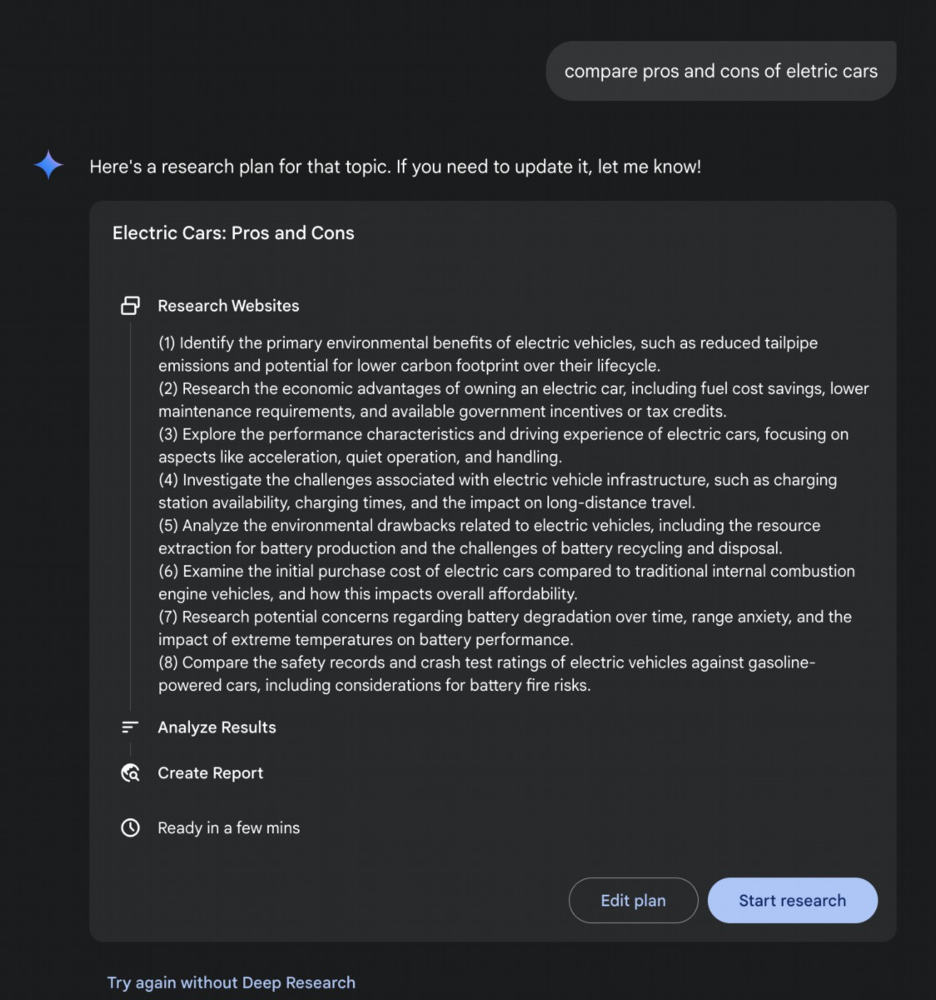 compare pros and cons of eletric cars
Here's a research plan for that topic. If you need to update it, let me know!
Electric Cars: Pros and Cons
Research Websites
(1) Identify the primary environmental benefits of electric vehicles, such as reduced tailpipe
emissions and potential for lower carbon footprint over their lifecycle.
(2) Research the economic advantages of owning an electric car, including fuel cost savings, lower
maintenance requirements, and available government incentives or tax credits.
(3) Explore the performance characteristics and driving experience of electric cars, focusing on
aspects like acceleration, quiet operation, and handling.
(4) Investigate the challenges associated with electric vehicle infrastructure, such as charging
station availability, charging times, and the impact on long-distance travel.
(5) Analyze the environmental drawbacks related to electric vehicles, including the resource
extraction for battery production and the challenges of battery recycling and disposal.
(6) Examine the initial purchase cost of electric cars compared to traditional internal combustion
engine vehicles, and how this impacts overall affordability.
(7) Research potential concerns regarding battery degradation over time, range anxiety, and the
impact of extreme temperatures on battery performance.
(8) Compare the safety records and crash test ratings of electric vehicles against gasoline-
powered cars, including considerations for battery fire risks.
Analyze Results
Create Report
Ready in a few mins
Edit plan
Start research
Try again without Deep Research